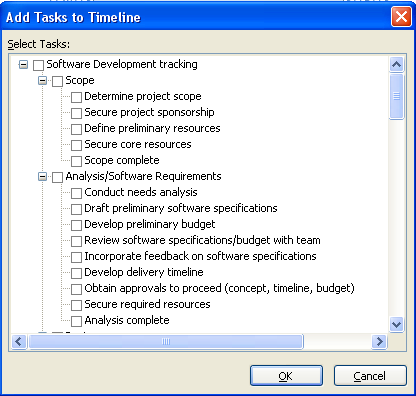 Add Tasks to Timeline
Select Tasks:
Software Development tracking
Scope
Determine project scope
Secure project sponsorship
Define preliminary resources
Secure core resources
Scope complete
Analysis/Software Requirements
Conduct needs analysis
Draft preliminary software specifications
Develop preliminary budget
Review software specifications/budget with team
Incorporate feedback on software specifications
Develop delivery timeline
Obtain approvals to proceed (concept, timeline, budget)
Secure required resources
Analysis complete
OK
Cancel